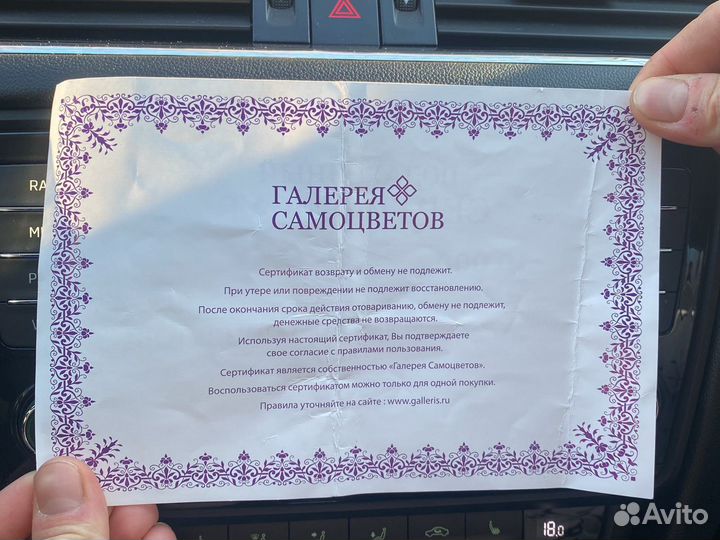 ГАЛЕРЕЯ
САМОЦВЕТОВ
Сертификат возврату и обмену не подлежит.
При утере или повреждении не подлежит восстановлению.
После окончания срока действия отовариванию, обмену не подлежит,
денежные средства не возвращаются.
Используя настоящий сертификат, Вы подтверждаете
свое согласие с правилами пользования.
Сертификат является собственностью «Галерея Самоцветов».
Воспользоваться сертификатом можно только для одной покупки.
Правила уточняйте на сайте : www.galleris.ru
RA
18.0
Avito